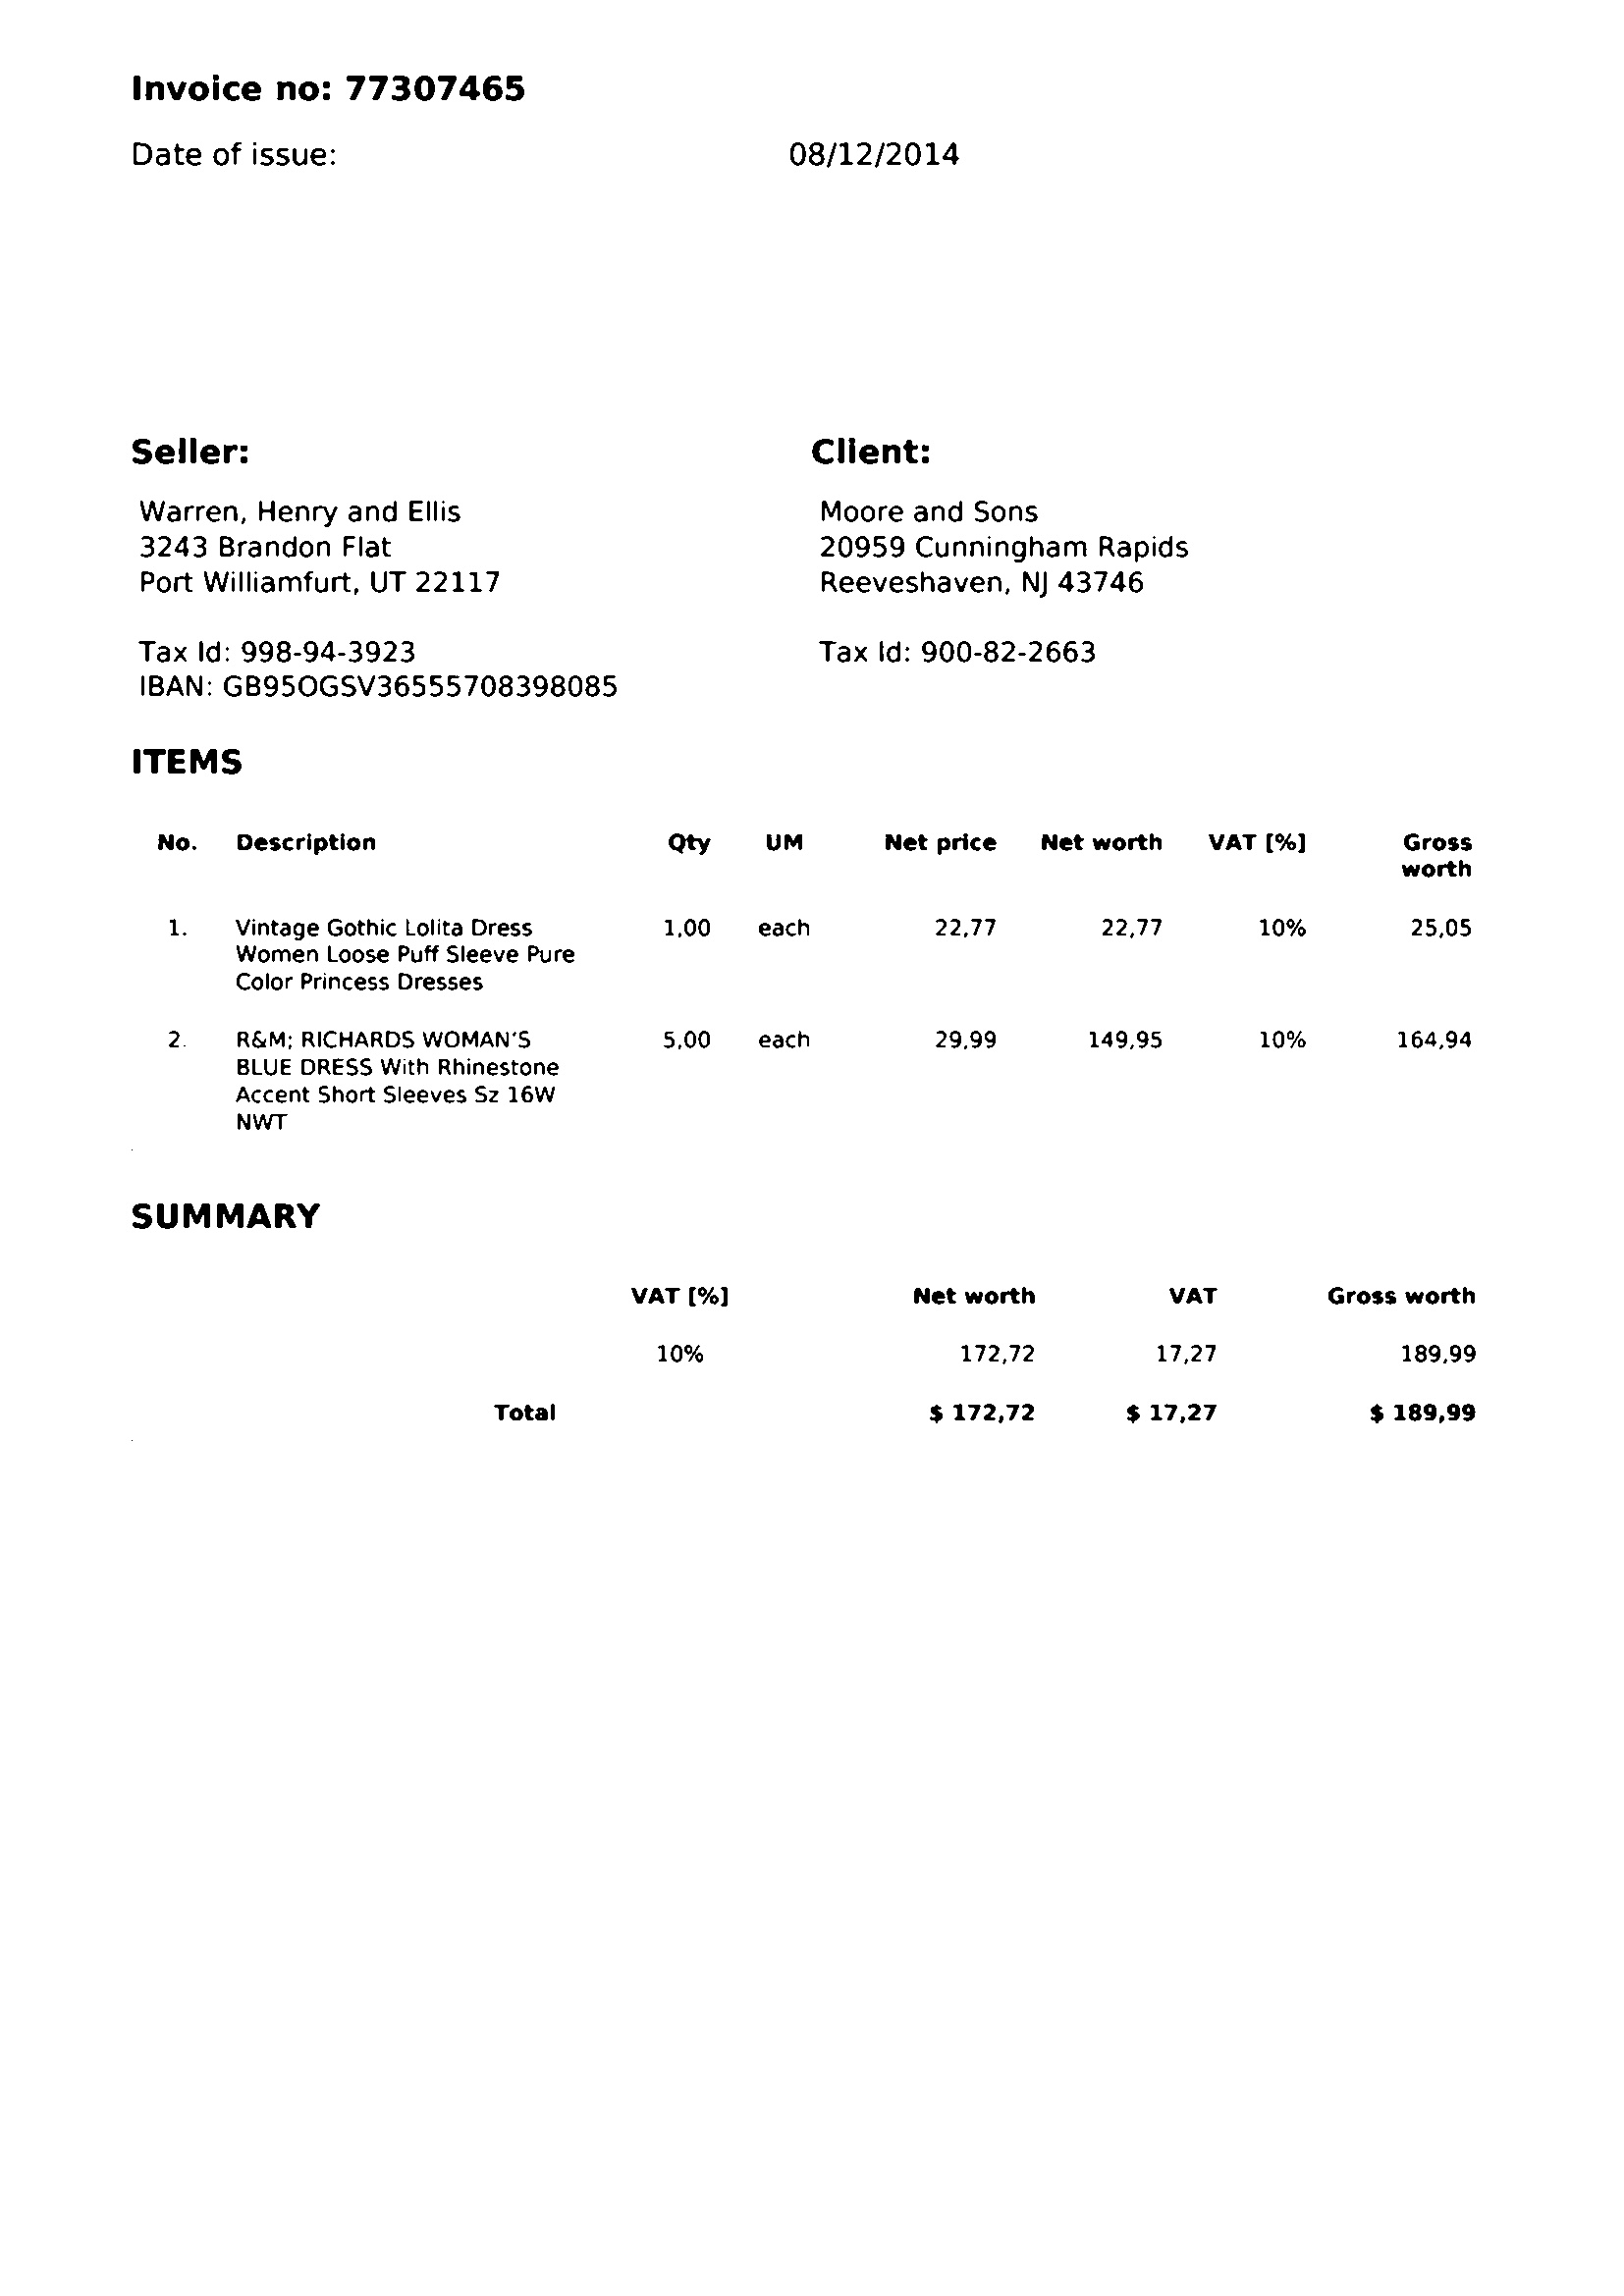 Invoice no: 77307465
Date of issue: 08/12/2014
Seller: Client:
Warren, Henry and Ellis Moore and Sons
3243 Brandon Flat 20959 Cunningham Rapids
Port Williamfurt, UT 22117 Reeveshaven, NJ 43746
Tax Id: 998-94-3923 Tax Id: 900-82-2663
IBAN: GB95OGSV36555708398085
ITEMS
No. Description Qty UM Net price Net worth VAT [%] Gross
worth
1. Vintage Gothic Lolita Dress 1,00 each 22,77 22,77 10% 25,05
Women Loose Puff Sleeve Pure
Color Princess Dresses
2. R&M; RICHARDS WOMAN'S 5,00 each 29,99 149,95 10% 164,94
BLUE DRESS With Rhinestone
Accent Short Sleeves Sz 16W
NWT
SUMMARY
VAT [%] Net worth VAT Gross worth
10% 172,72 17,27 189,99
Total $ 172,72 $ 17,27 $ 189,99